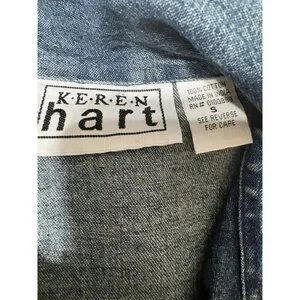 K·E·R·E·N
hart
100% COTTON
MADE IN INDIA
S
SEE REVERSE
FOR CARE